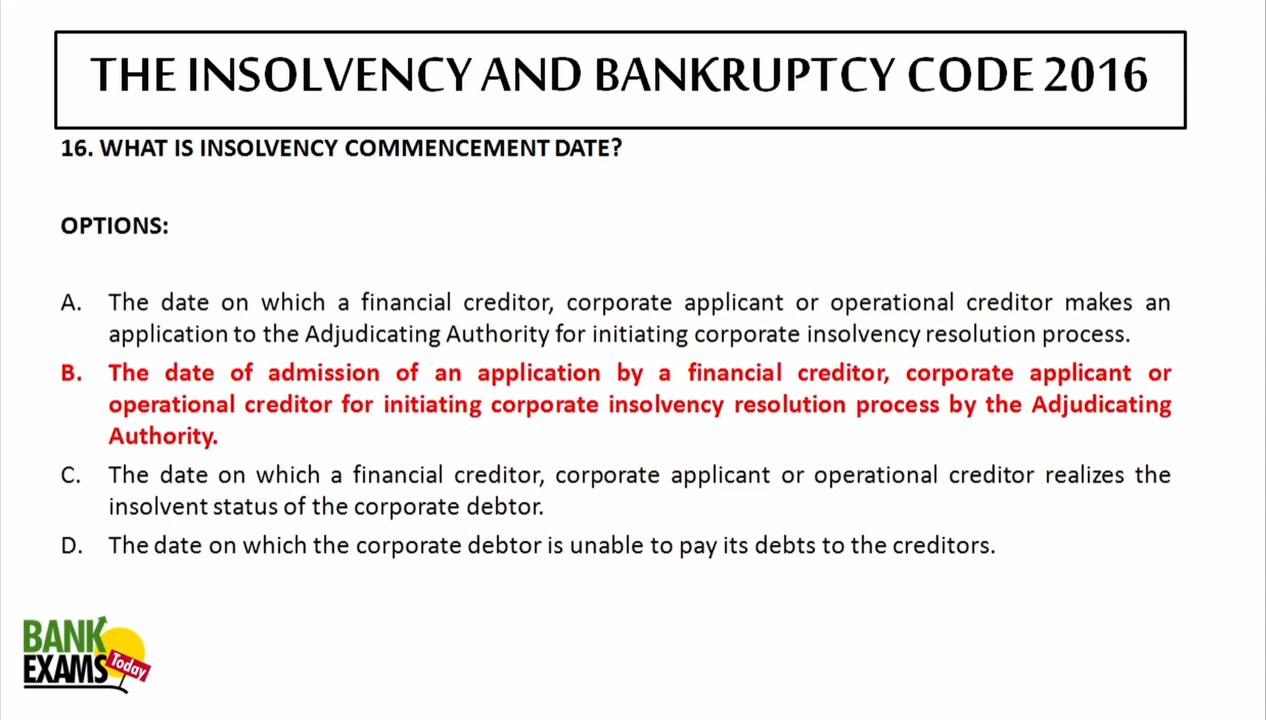 THE INSOLVENCY AND BANKRUPTCY CODE 2016
16. WHAT IS INSOLVENCY COMMENCEMENT DATE?
OPTIONS:
A. The date on which a financial creditor, corporate applicant or operational creditor makes an
application to the Adjudicating Authority for initiating corporate insolvency resolution process.
B. The date of admission of an application by a financial creditor, corporate applicant or
operational creditor for initiating corporate insolvency resolution process by the Adjudicating
Authority.
C. The date on which a financial creditor, corporate applicant or operational creditor realizes the
insolvent status of the corporate debtor.
D. The date on which the corporate debtor is unable to pay its debts to the creditors.
BANK
EXAMS
Today